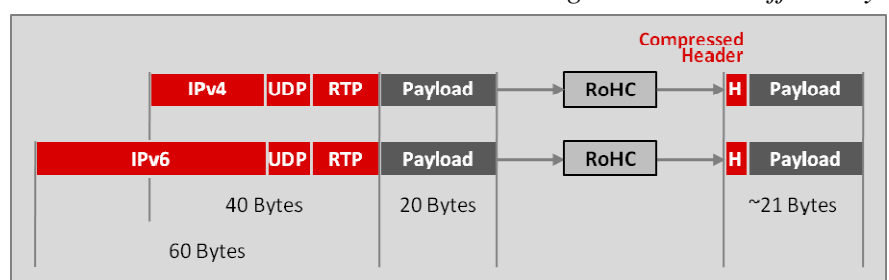 Compressed
Header
IPv4 UDP RTP Payload RoHC H Payload
IPv6 UDP RTP Payload RoHC H Payload
40 Bytes 20 Bytes ~21 Bytes
60 Bytes